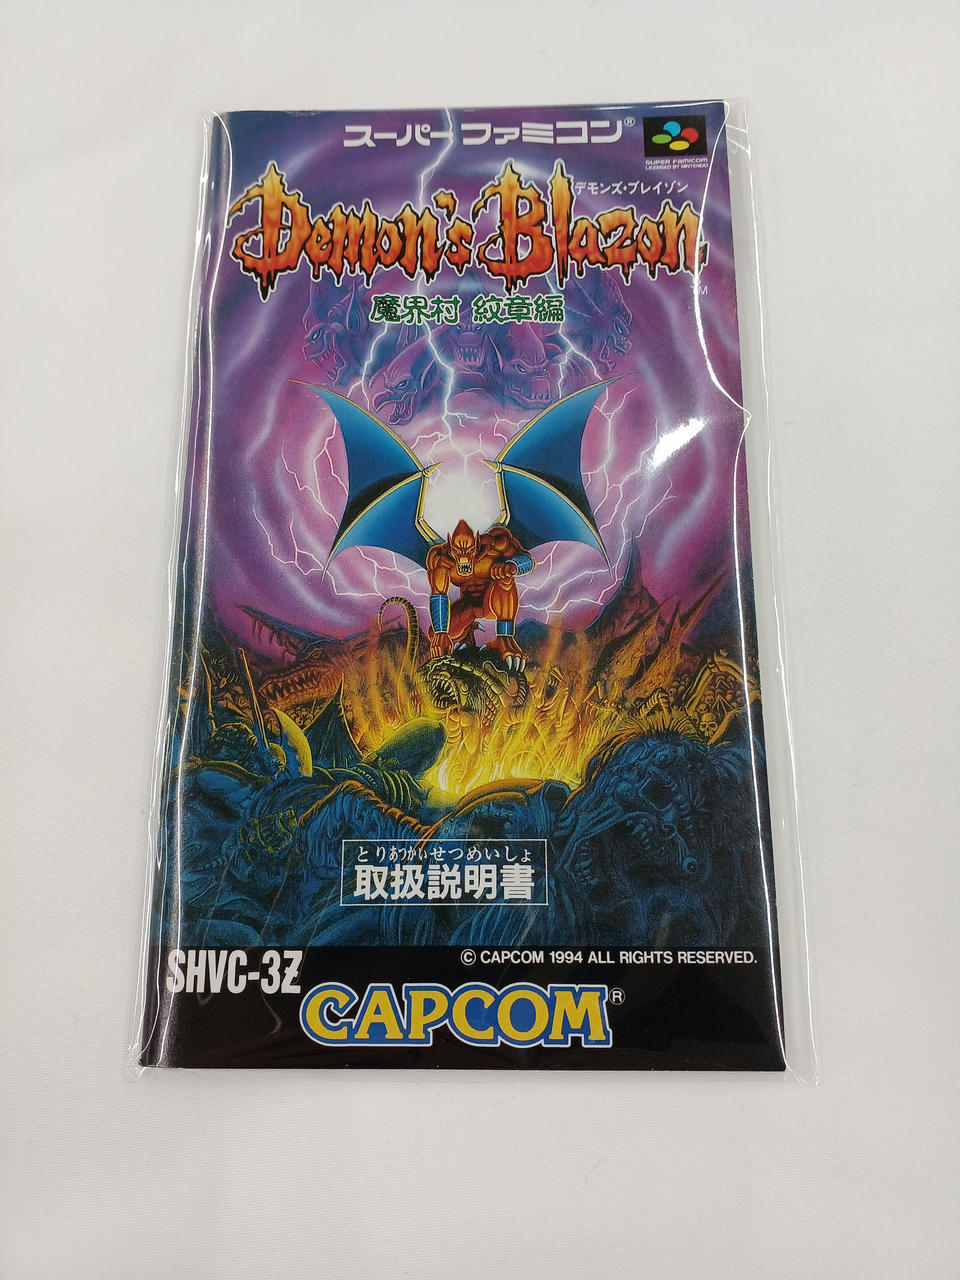 スーパーファミコン®
SUPER FAMICOM
LICENSED BY NINTENDO
デモンズ・ブレイゾン
Demon's Blazon
TM
魔界村 紋章編
とりあつかいせつめいしょ
取扱説明書
© CAPCOM 1994 ALL RIGHTS RESERVED.
SHVC-3Z
CAPCOM®